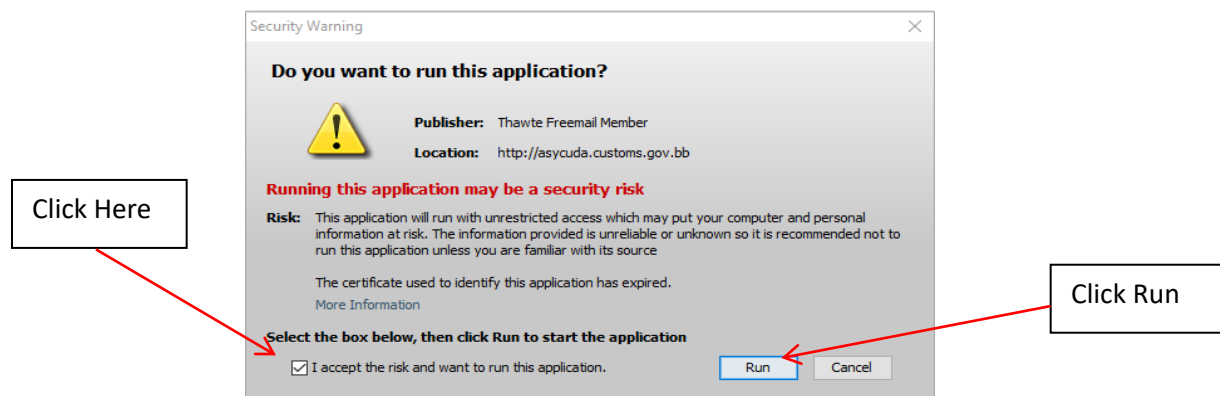 Security Warning
Do you want to run this application?
Publisher: Thawte Freemail Member
Location: http://asycuda.customs.gov.bb
Running this application may be a security risk
Click Here
Risk: This application will run with unrestricted access which may put your computer and personal
information at risk. The information provided is unreliable or unknown so it is recommended not to
run this application unless you are familiar with its source
The certificate used to identify this application has expired.
More Information
Click Run
Select the box below, then click Run to start the application
I accept the risk and want to run this application.
Run
Cancel